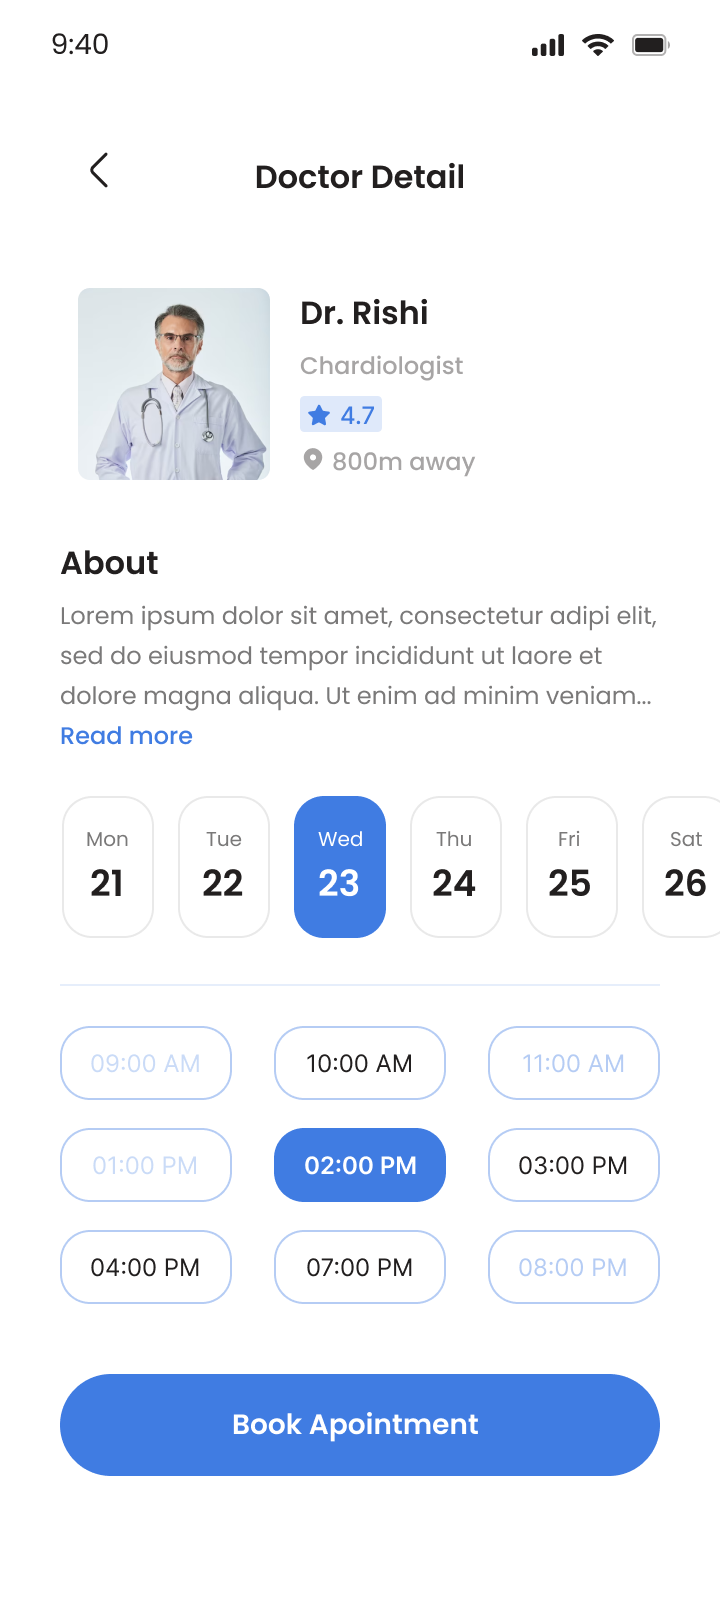 9:40
Doctor Detail
Dr. Rishi
Chardiologist
4.7
800m away
About
Lorem ipsum dolor sit amet, consectetur adipi elit,
sed do eiusmod tempor incididunt ut laore et
dolore magna aliqua. Ut enim ad minim veniam...
Read more
Mon Tue Wed Thu Fri Sat
21 22 23 24 25 26
09:00 AM 10:00 AM 11:00 AM
01:00 PM 02:00 PM 03:00 PM
04:00 PM 07:00 PM 08:00 PM
Book Apointment